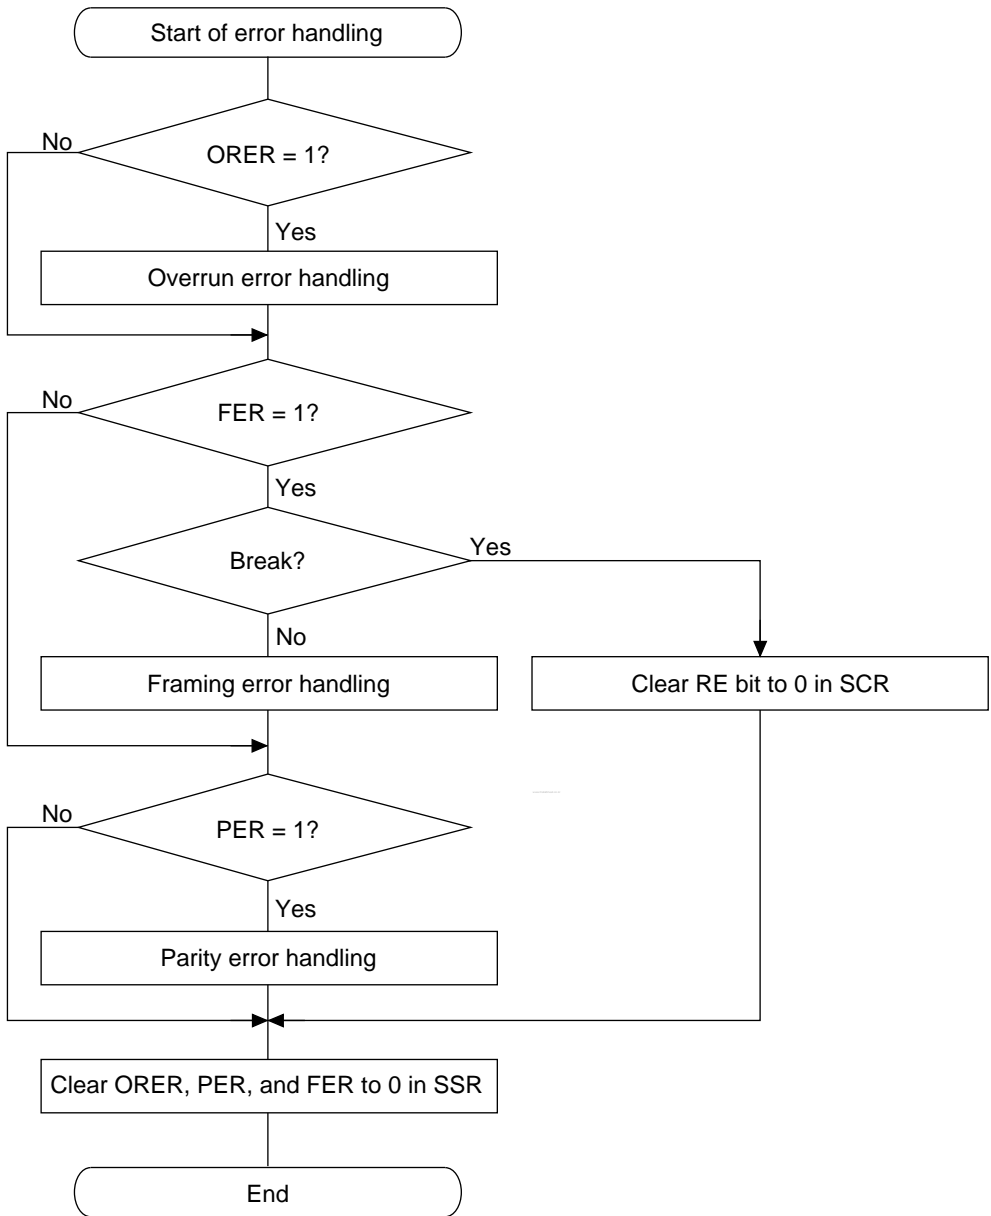 Start of error handling
No
ORER = 1?
Yes
Overrun error handling
No
FER = 1?
Yes
Break?
Yes
No
Framing error handling
Clear RE bit to 0 in SCR
No
PER = 1?
Yes
Parity error handling
Clear ORER, PER, and FER to 0 in SSR
End